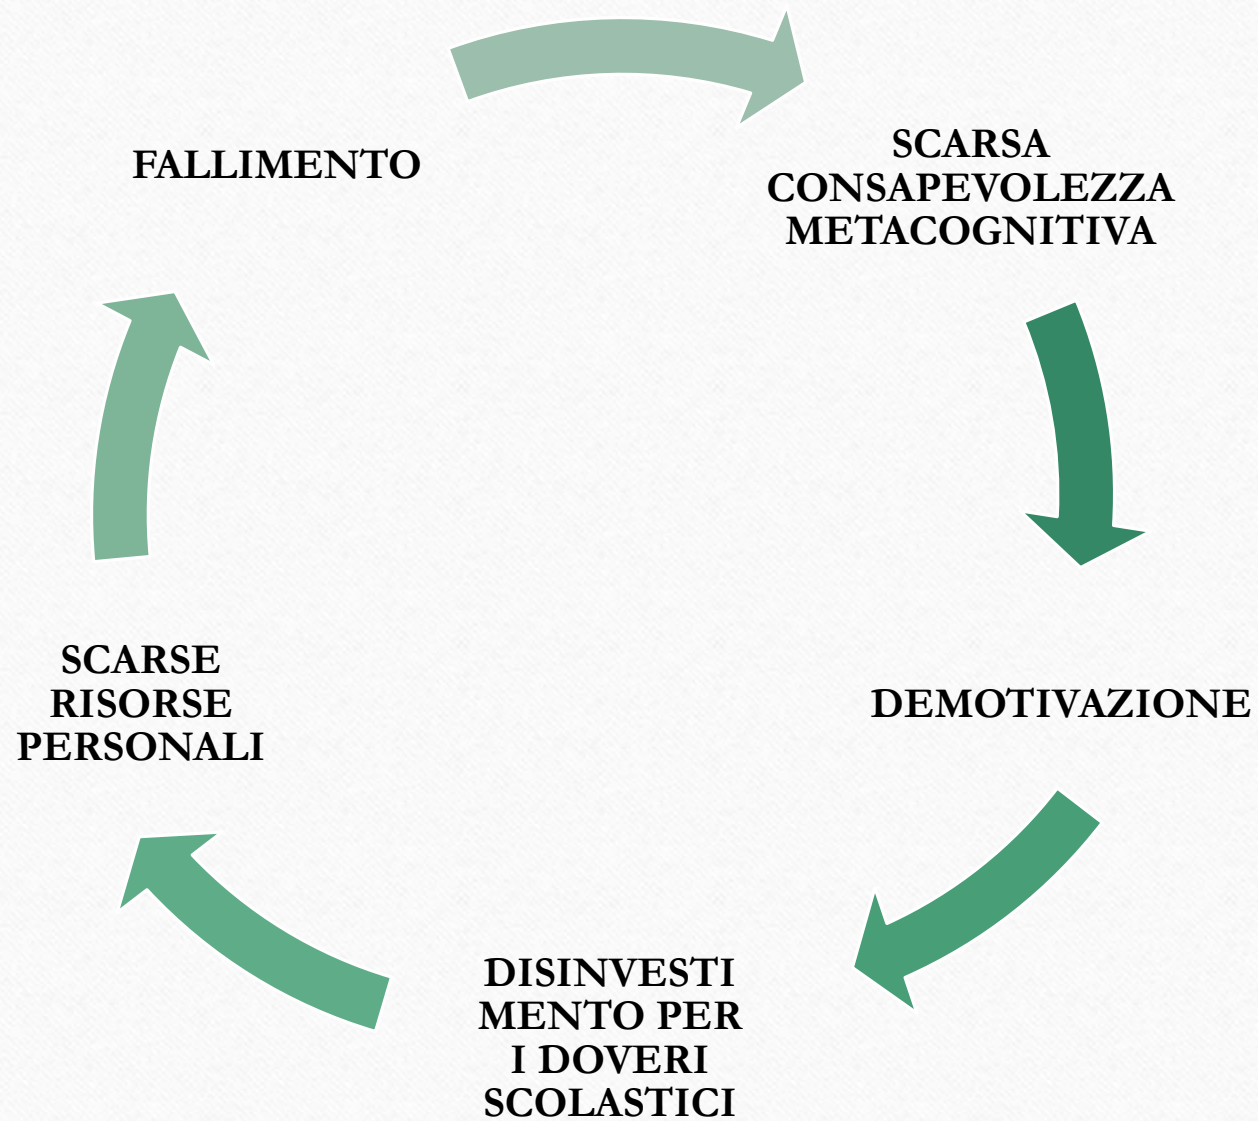 FALLIMENTO
SCARSA
CONSAPEVOLEZZA
METACOGNITIVA
DEMOTIVAZIONE
DISINVESTI
MENTO PER
I DOVERI
SCOLASTICI
SCARSE
RISORSE
PERSONALI